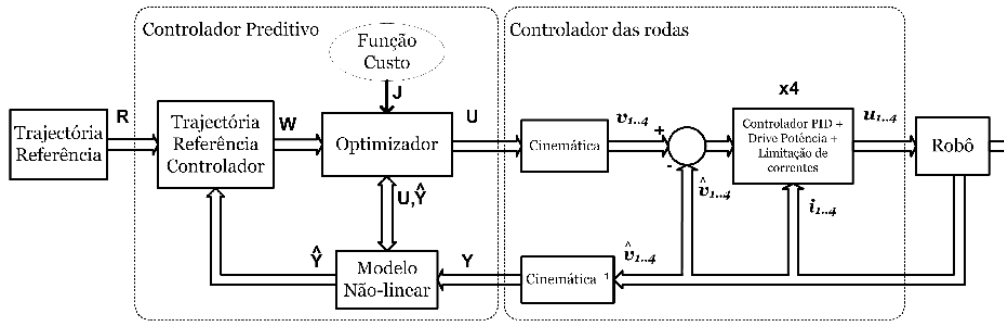 Controlador Preditivo
Controlador das rodas
Função
Custo
J
x4
R
W
U
v₁..₄
u₁..₄
Trajectória
Referência
Trajectória
Referência
Controlador
Optimizador
Cinemática
+
-
Controlador PID +
Drive Potência +
Limitação de
correntes
Robô
U,Ŷ
v̂₁..₄
i₁..₄
Ŷ
Modelo
Não-linear
Y
Cinemática ⁻¹
v̂₁..₄